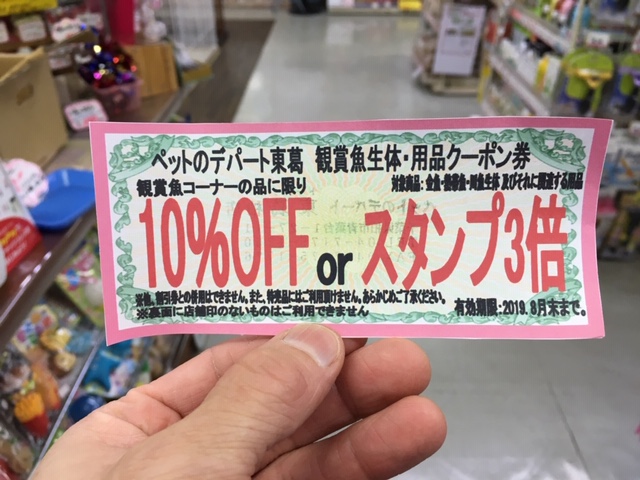 ペットのデパート東葛 観賞魚生体・用品クーポン券
観賞魚コーナーの品に限り
対象商品:金魚・熱帯魚・川魚生体 及びそれに関連する用品
10%OFF or スタンプ3倍
※他、割引券との併用はできません。また、特売品にはご利用頂けません。あらかじめご了承ください。
※裏面に店舗印のないものはご利用できません
有効期限:2019.8月末まで。